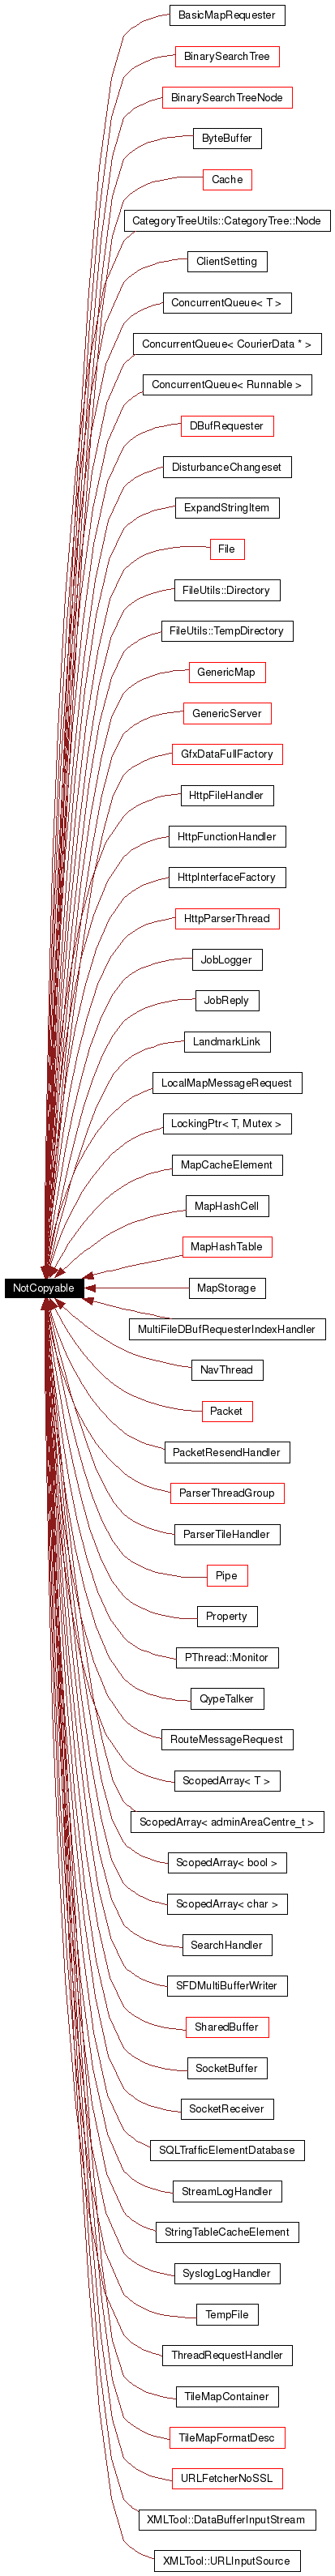 BasicMapRequester
BinarySearchTree
BinarySearchTreeNode
ByteBuffer
Cache
CategoryTreeUtils::CategoryTree::Node
ClientSetting
ConcurrentQueue< T >
ConcurrentQueue< CourierData * >
ConcurrentQueue< Runnable >
DBufRequester
DisturbanceChangeset
ExpandStringItem
File
FileUtils::Directory
FileUtils::TempDirectory
GenericMap
GenericServer
GfxDataFullFactory
HttpFileHandler
HttpFunctionHandler
HttpInterfaceFactory
HttpParserThread
JobLogger
JobReply
LandmarkLink
LocalMapMessageRequest
LockingPtr< T, Mutex >
MapCacheElement
MapHashCell
MapHashTable
NotCopyable
MapStorage
MultiFileDBufRequesterIndexHandler
NavThread
Packet
PacketResendHandler
ParserThreadGroup
ParserTileHandler
Pipe
Property
PThread::Monitor
QypeTalker
RouteMessageRequest
ScopedArray< T >
ScopedArray< adminAreaCentre_t >
ScopedArray< bool >
ScopedArray< char >
SearchHandler
SFDMultiBufferWriter
SharedBuffer
SocketBuffer
SocketReceiver
SQLTrafficElementDatabase
StreamLogHandler
StringTableCacheElement
SyslogLogHandler
TempFile
ThreadRequestHandler
TileMapContainer
TileMapFormatDesc
URLFetcherNoSSL
XMLTool::DataBufferInputStream
XMLTool::URLInputSource